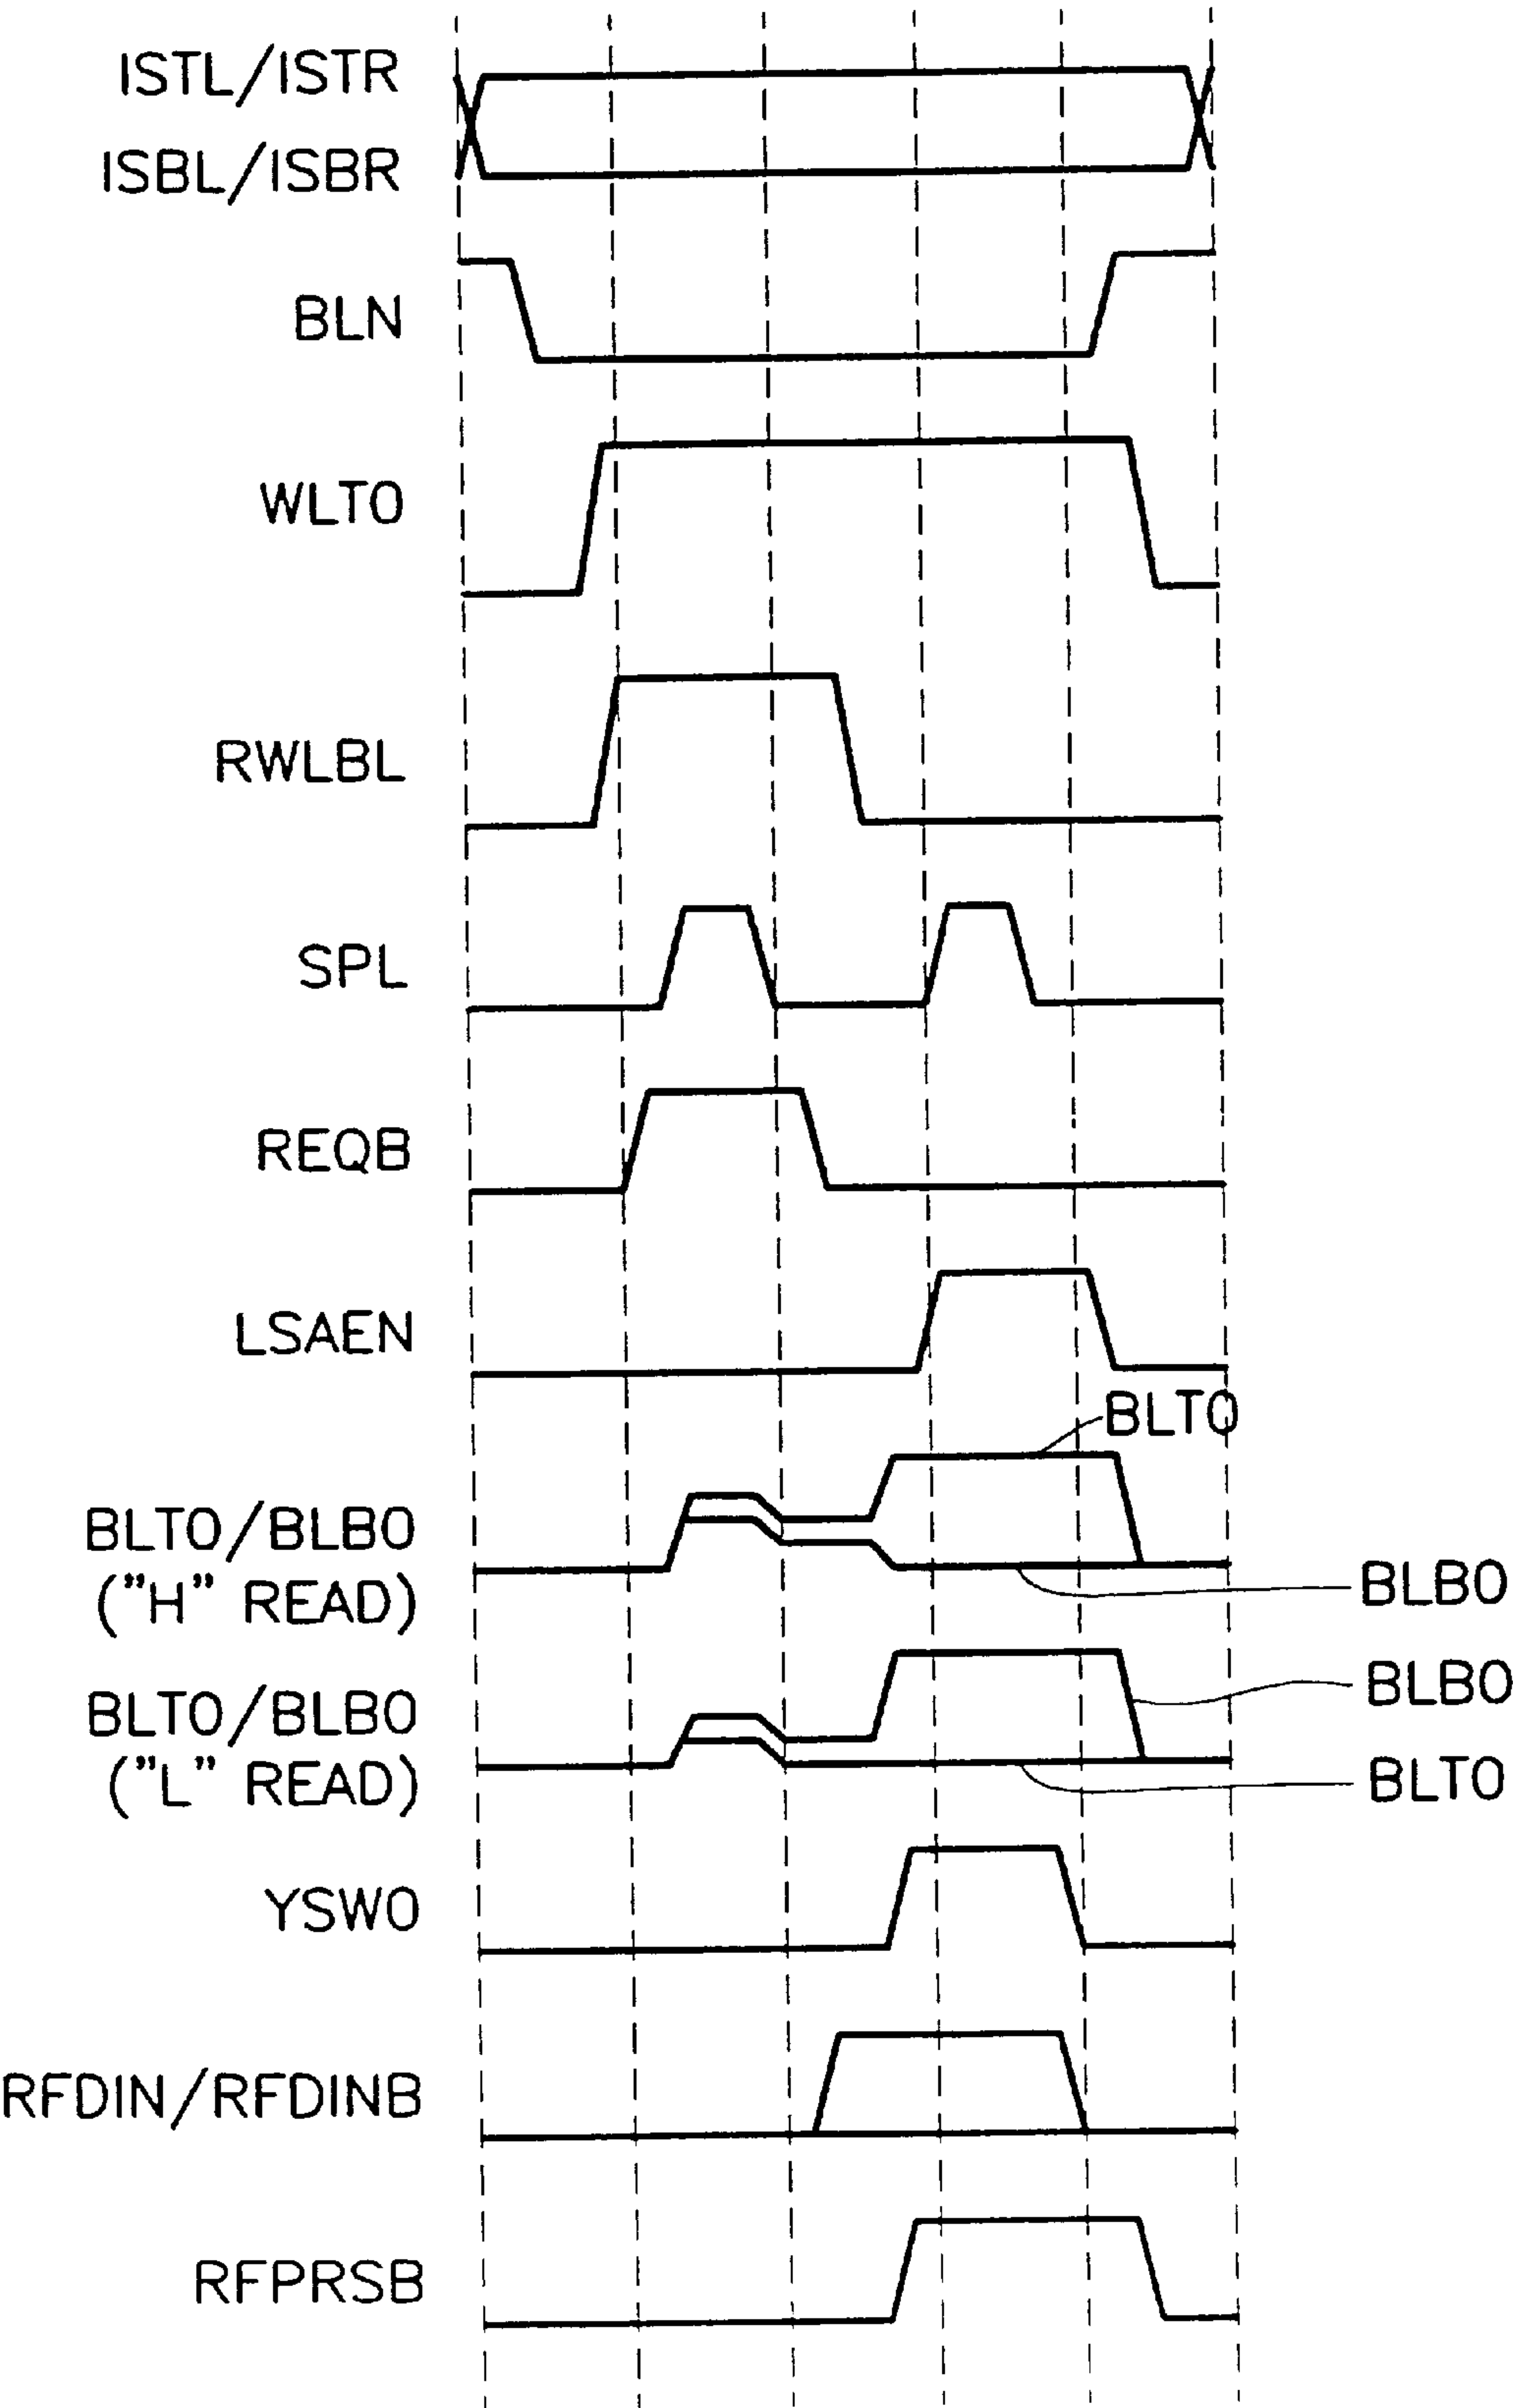 ISTL/ISTR
ISBL/ISBR
BLN
WLT0
RWLBL
SPL
REQB
LSAEN
BLT0
BLT0/BLB0
("H" READ)
BLB0
BLT0/BLB0
("L" READ)
BLB0
BLT0
YSW0
RFDIN/RFDINB
RFPRSB